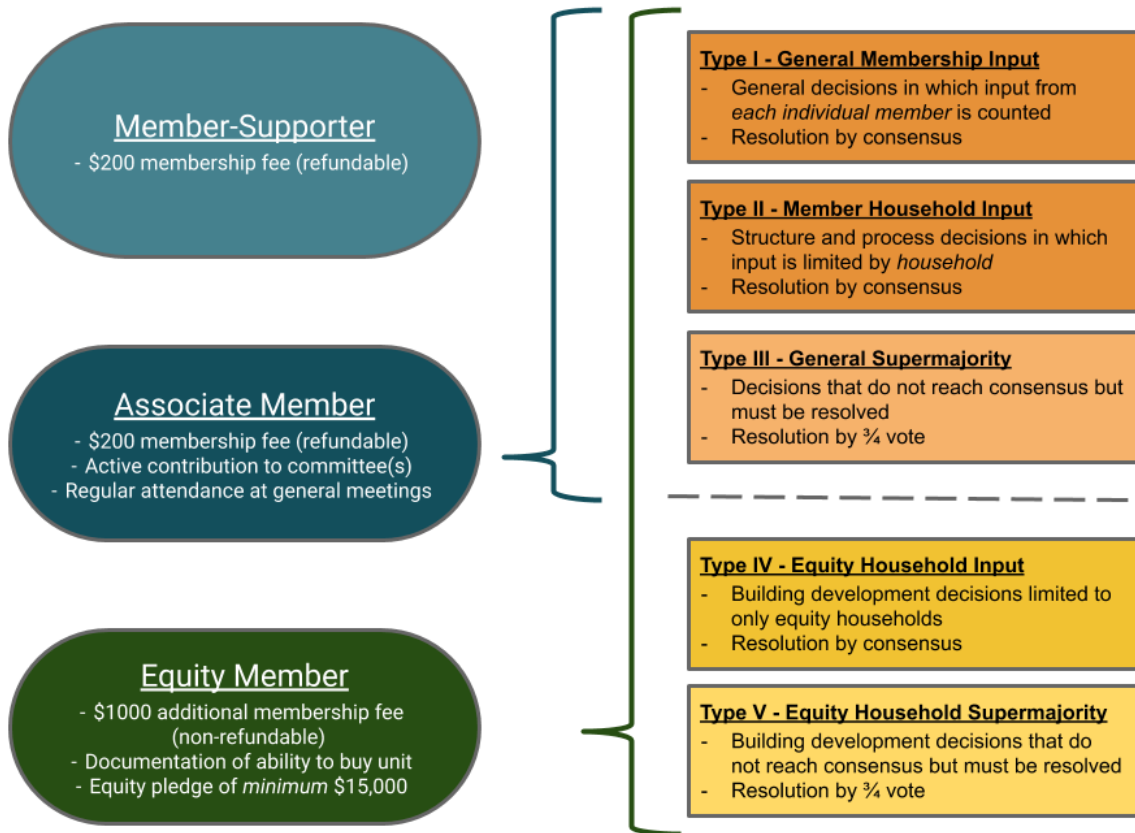 Member-Supporter
- $200 membership fee (refundable)
Associate Member
- $200 membership fee (refundable)
- Active contribution to committee(s)
- Regular attendance at general meetings
Equity Member
- $1000 additional membership fee
(non-refundable)
- Documentation of ability to buy unit
- Equity pledge of minimum $15,000
Type I - General Membership Input
- General decisions in which input from
each individual member is counted
- Resolution by consensus
Type II - Member Household Input
- Structure and process decisions in which
input is limited by household
- Resolution by consensus
Type III - General Supermajority
- Decisions that do not reach consensus but
must be resolved
- Resolution by ¾ vote
Type IV - Equity Household Input
- Building development decisions limited to
only equity households
- Resolution by consensus
Type V - Equity Household Supermajority
- Building development decisions that do
not reach consensus but must be resolved
- Resolution by ¾ vote